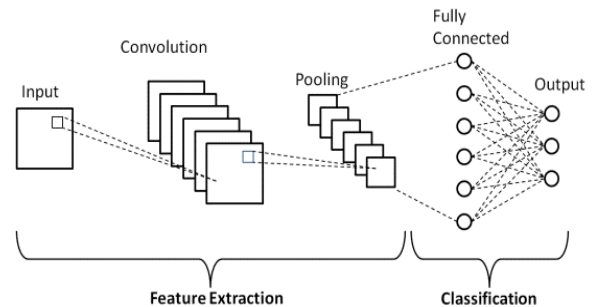 Fully
Connected
Convolution
Pooling
Output
Input
Feature Extraction
Classification